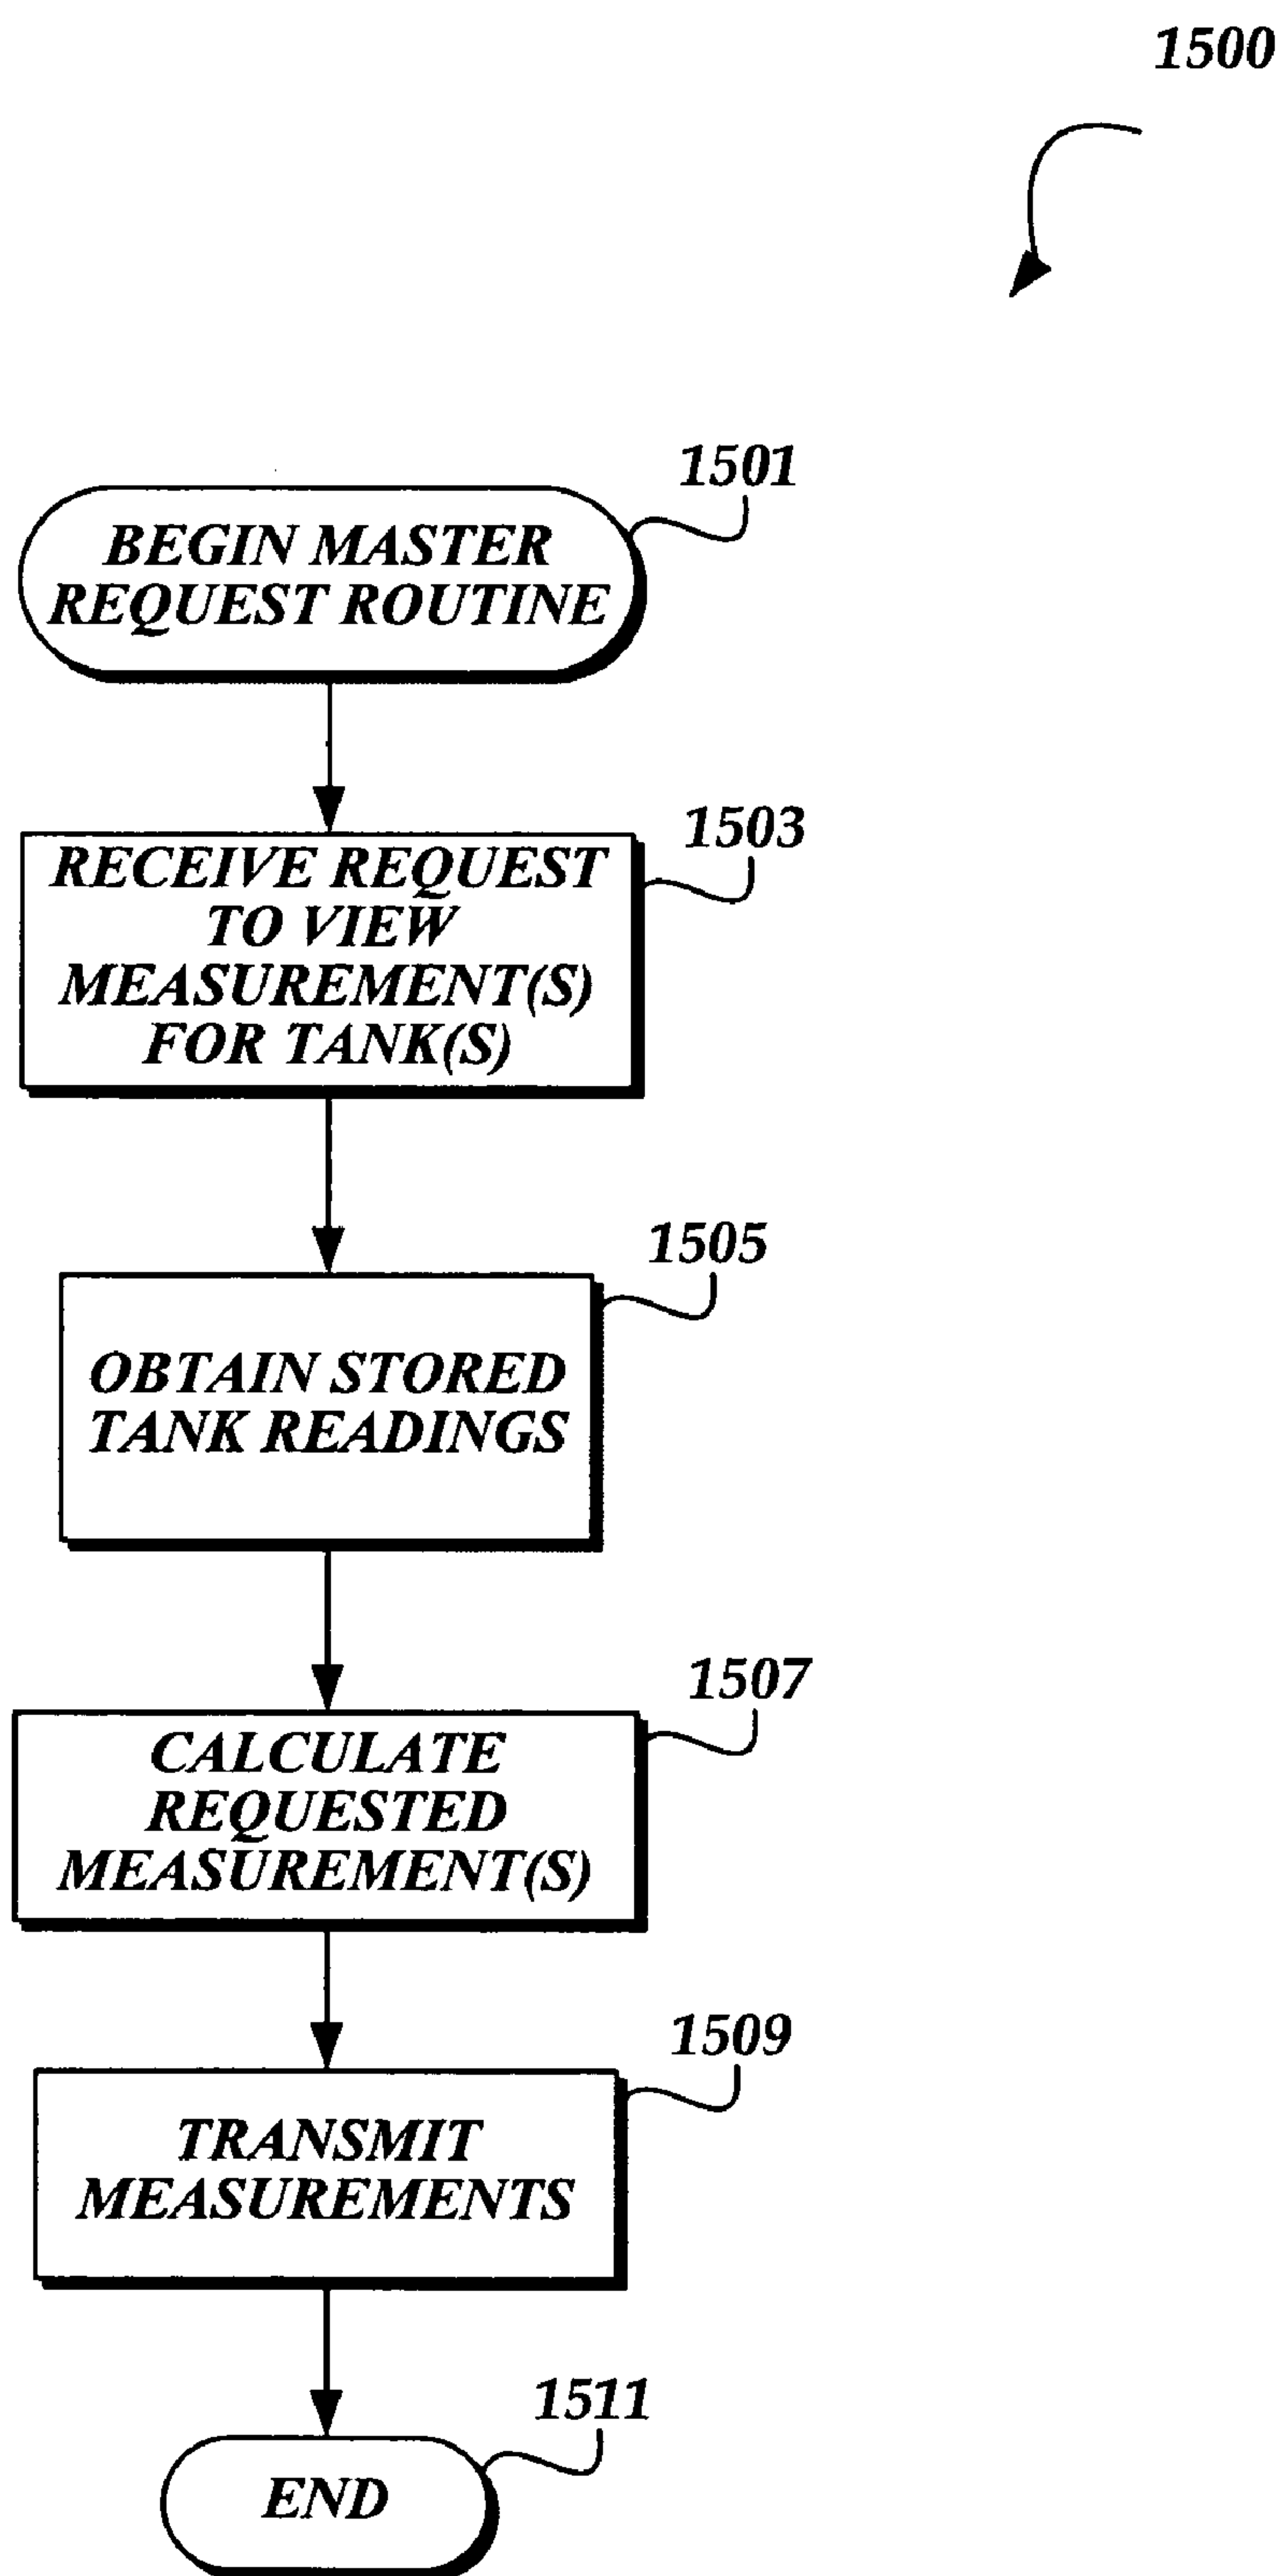 1500
1501
BEGIN MASTER
REQUEST ROUTINE
1503
RECEIVE REQUEST
TO VIEW
MEASUREMENT(S)
FOR TANK(S)
1505
OBTAIN STORED
TANK READINGS
1507
CALCULATE
REQUESTED
MEASUREMENT(S)
1509
TRANSMIT
MEASUREMENTS
1511
END